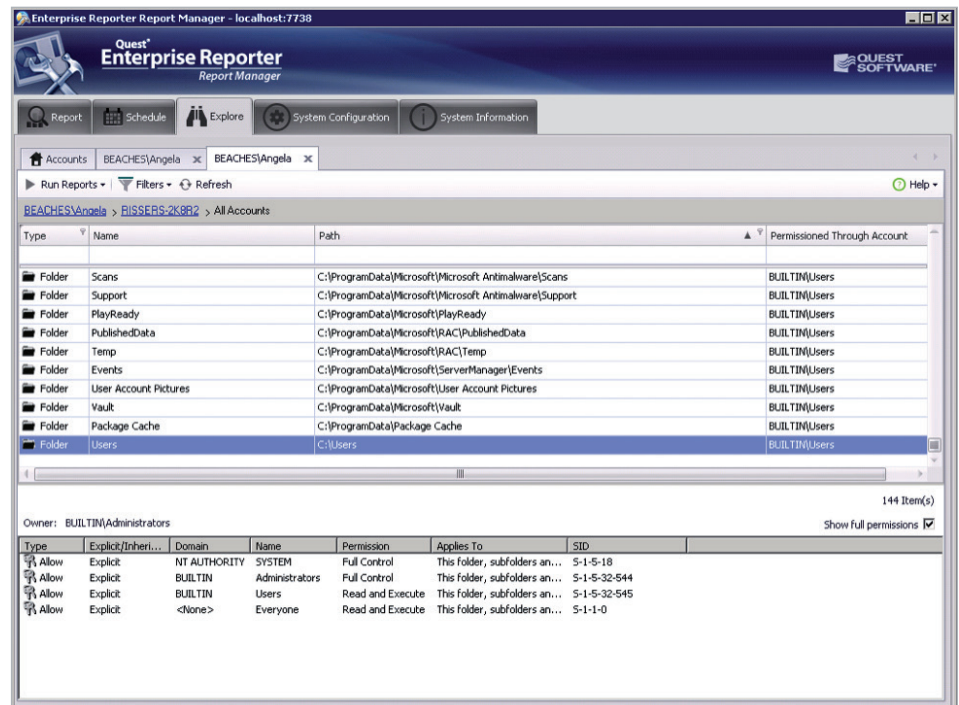 Enterprise Reporter Report Manager - localhost:7738
Quest®
Enterprise Reporter
Report Manager
QUEST SOFTWARE®
Report Schedule Explore System Configuration System Information
Accounts BEACHES\Angela BEACHES\Angela
Run Reports Filters Refresh Help
BEACHES\Angela > RISSERS-2K8R2 > All Accounts
Type Name Path Permissioned Through Account
Folder Scans C:\ProgramData\Microsoft\Microsoft Antimalware\Scans BUILTIN\Users
Folder Support C:\ProgramData\Microsoft\Microsoft Antimalware\Support BUILTIN\Users
Folder PlayReady C:\ProgramData\Microsoft\PlayReady BUILTIN\Users
Folder PublishedData C:\ProgramData\Microsoft\RAC\PublishedData BUILTIN\Users
Folder Temp C:\ProgramData\Microsoft\RAC\Temp BUILTIN\Users
Folder Events C:\ProgramData\Microsoft\ServerManager\Events BUILTIN\Users
Folder User Account Pictures C:\ProgramData\Microsoft\User Account Pictures BUILTIN\Users
Folder Vault C:\ProgramData\Microsoft\Vault BUILTIN\Users
Folder Package Cache C:\ProgramData\Package Cache BUILTIN\Users
Folder Users C:\Users BUILTIN\Users
144 Item(s)
Owner: BUILTIN\Administrators Show full permissions
Type Explicit/Inheri... Domain Name Permission Applies To SID
Allow Explicit NT AUTHORITY SYSTEM Full Control This folder, subfolders an... S-1-5-18
Allow Explicit BUILTIN Administrators Full Control This folder, subfolders an... S-1-5-32-544
Allow Explicit BUILTIN Users Read and Execute This folder, subfolders an... S-1-5-32-545
Allow Explicit <None> Everyone Read and Execute This folder, subfolders an... S-1-1-0